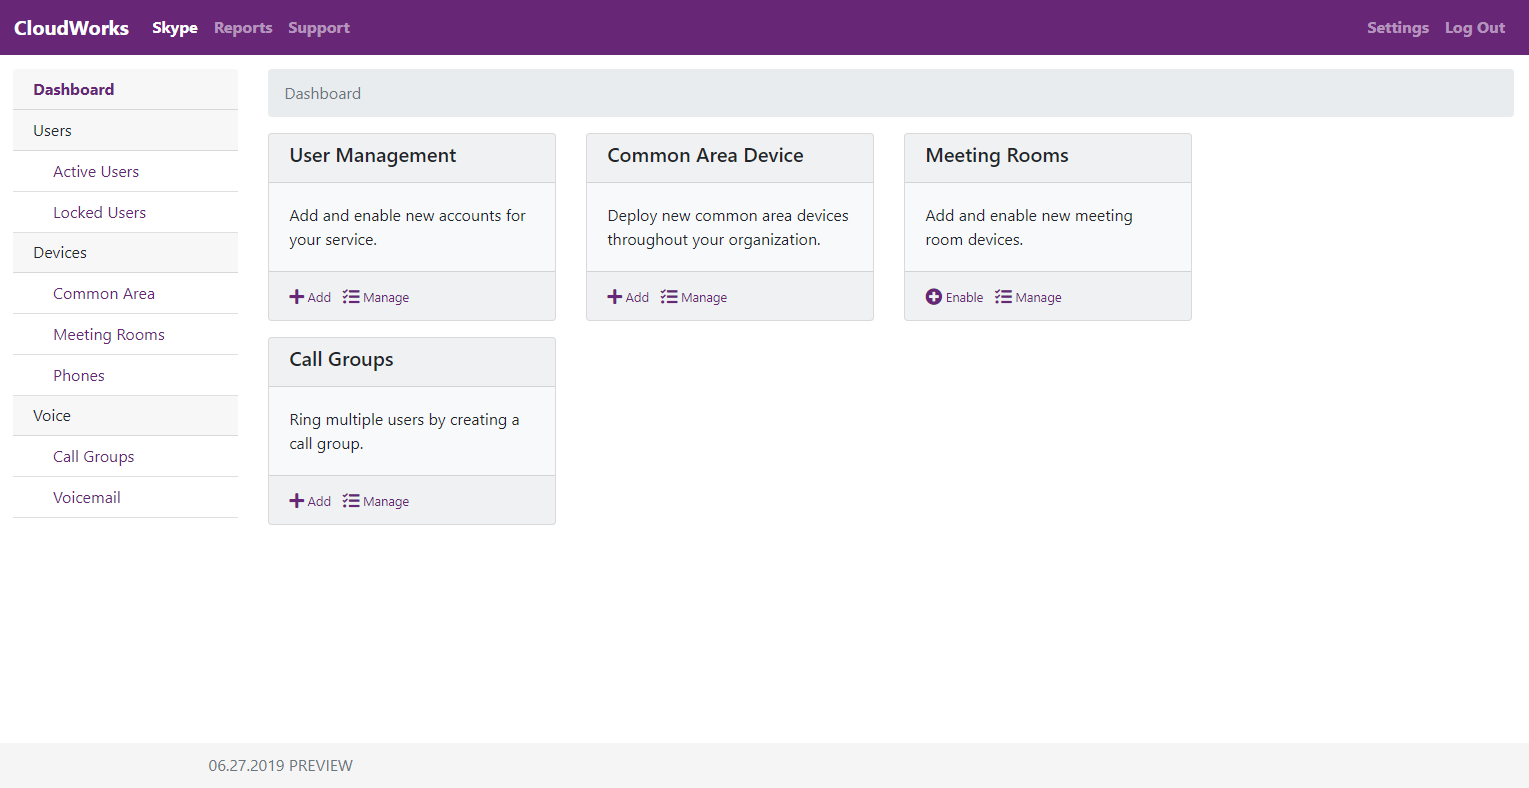 CloudWorks Skype Reports Support Settings Log Out
Dashboard
Users
Active Users
Locked Users
Devices
Common Area
Meeting Rooms
Phones
Voice
Call Groups
Voicemail
Dashboard
User Management
Add and enable new accounts for
your service.
Add Manage
Common Area Device
Deploy new common area devices
throughout your organization.
Add Manage
Meeting Rooms
Add and enable new meeting
room devices.
Enable Manage
Call Groups
Ring multiple users by creating a
call group.
Add Manage
06.27.2019 PREVIEW